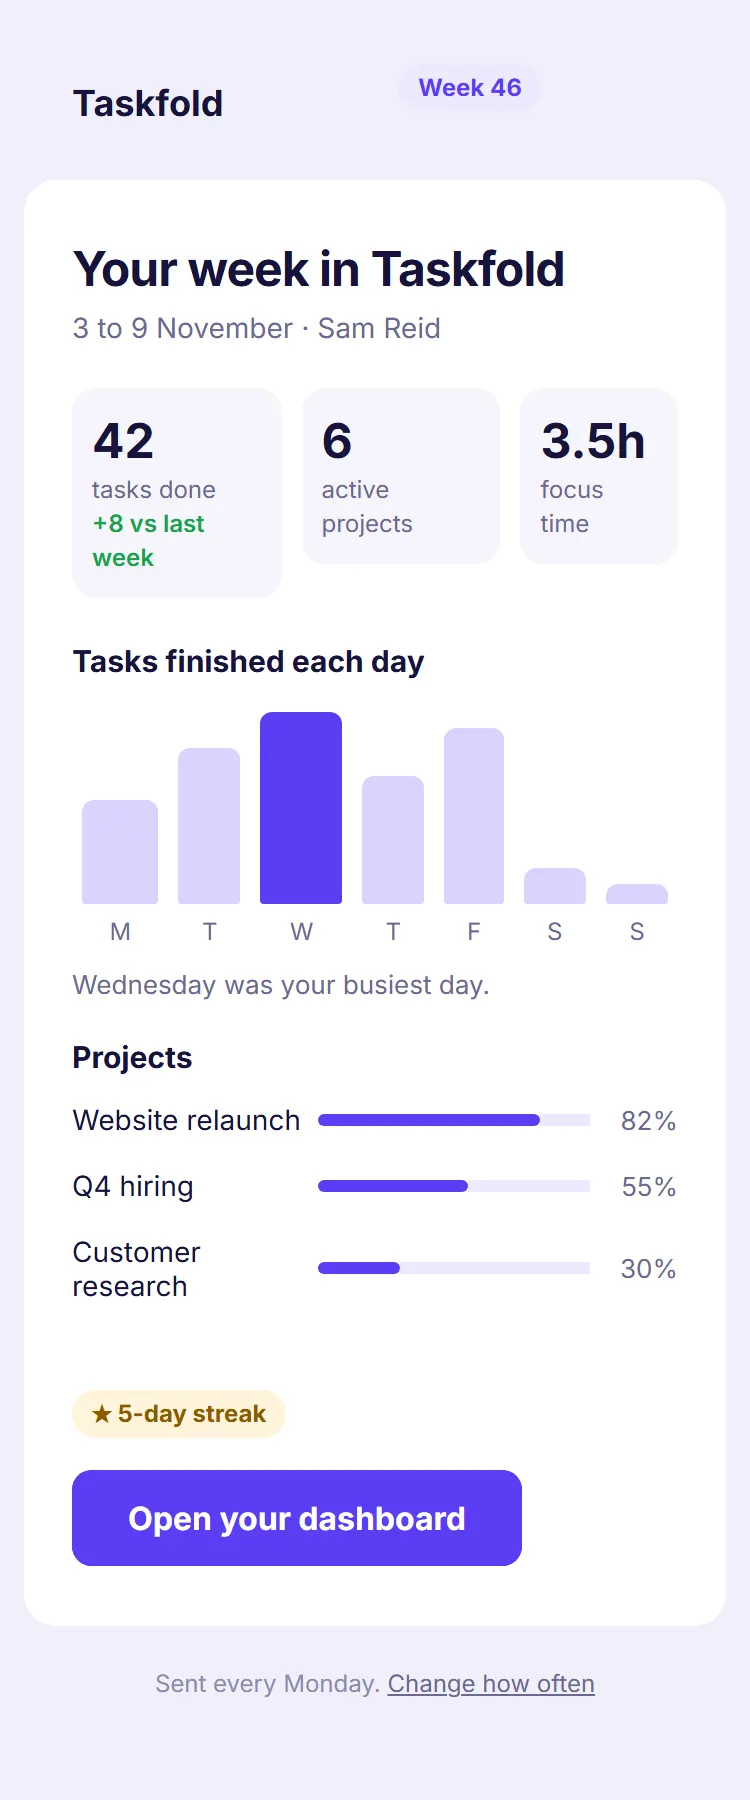 Taskfold
Week 46
Your week in Taskfold
3 to 9 November · Sam Reid
42
tasks done
+8 vs last
week
6
active
projects
3.5h
focus
time
Tasks finished each day
M T W T F S S
Wednesday was your busiest day.
Projects
Website relaunch 82%
Q4 hiring 55%
Customer
research 30%
★ 5-day streak
Open your dashboard
Sent every Monday. Change how often